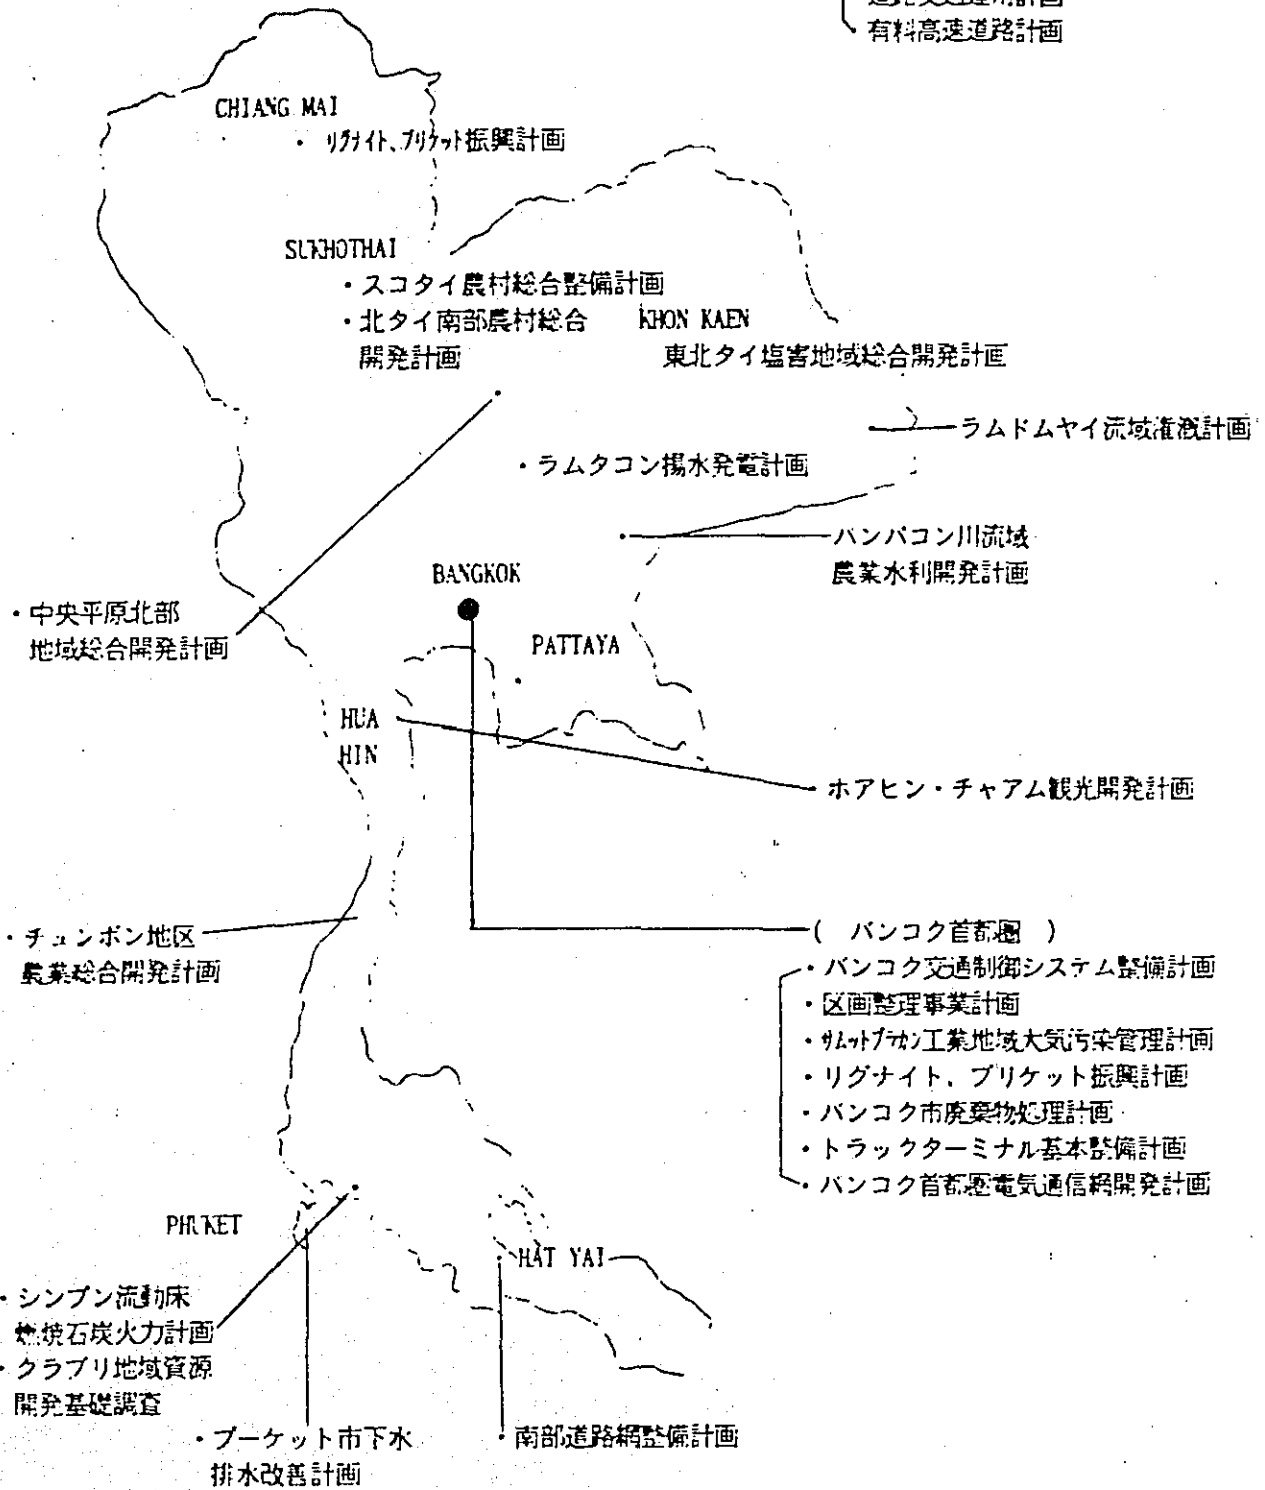 有料高速道路計画
CHIANG MAI
・ リグナイト、ブリケット振興計画
SUKHOTHAI
・スコタイ農村総合整備計画
・北タイ南部農村総合
開発計画
KHON KAEN
東北タイ塩害地域総合開発計画
ラムドムヤイ流域灌漑計画
・ラムタコン揚水発電計画
バンパコン川流域
農業水利開発計画
BANGKOK
・中央平原北部
地域総合開発計画
PATTAYA
HUA
HIN
ホアヒン・チャアム観光開発計画
・チュンポン地区
農業総合開発計画
( バンコク首都圏 )
・バンコク交通制御システム整備計画
・区画整理事業計画
・サムットプラカン工業地域大気汚染管理計画
・リグナイト、ブリケット振興計画
・バンコク市廃棄物処理計画
・トラックターミナル基本整備計画
・バンコク首都圏電気通信網開発計画
PHUKET
HAT YAI
・シンプン流動床
燃焼石炭火力計画
・クラブリ地域資源
開発基礎調査
・プーケット市下水
排水改善計画
・南部道路網整備計画